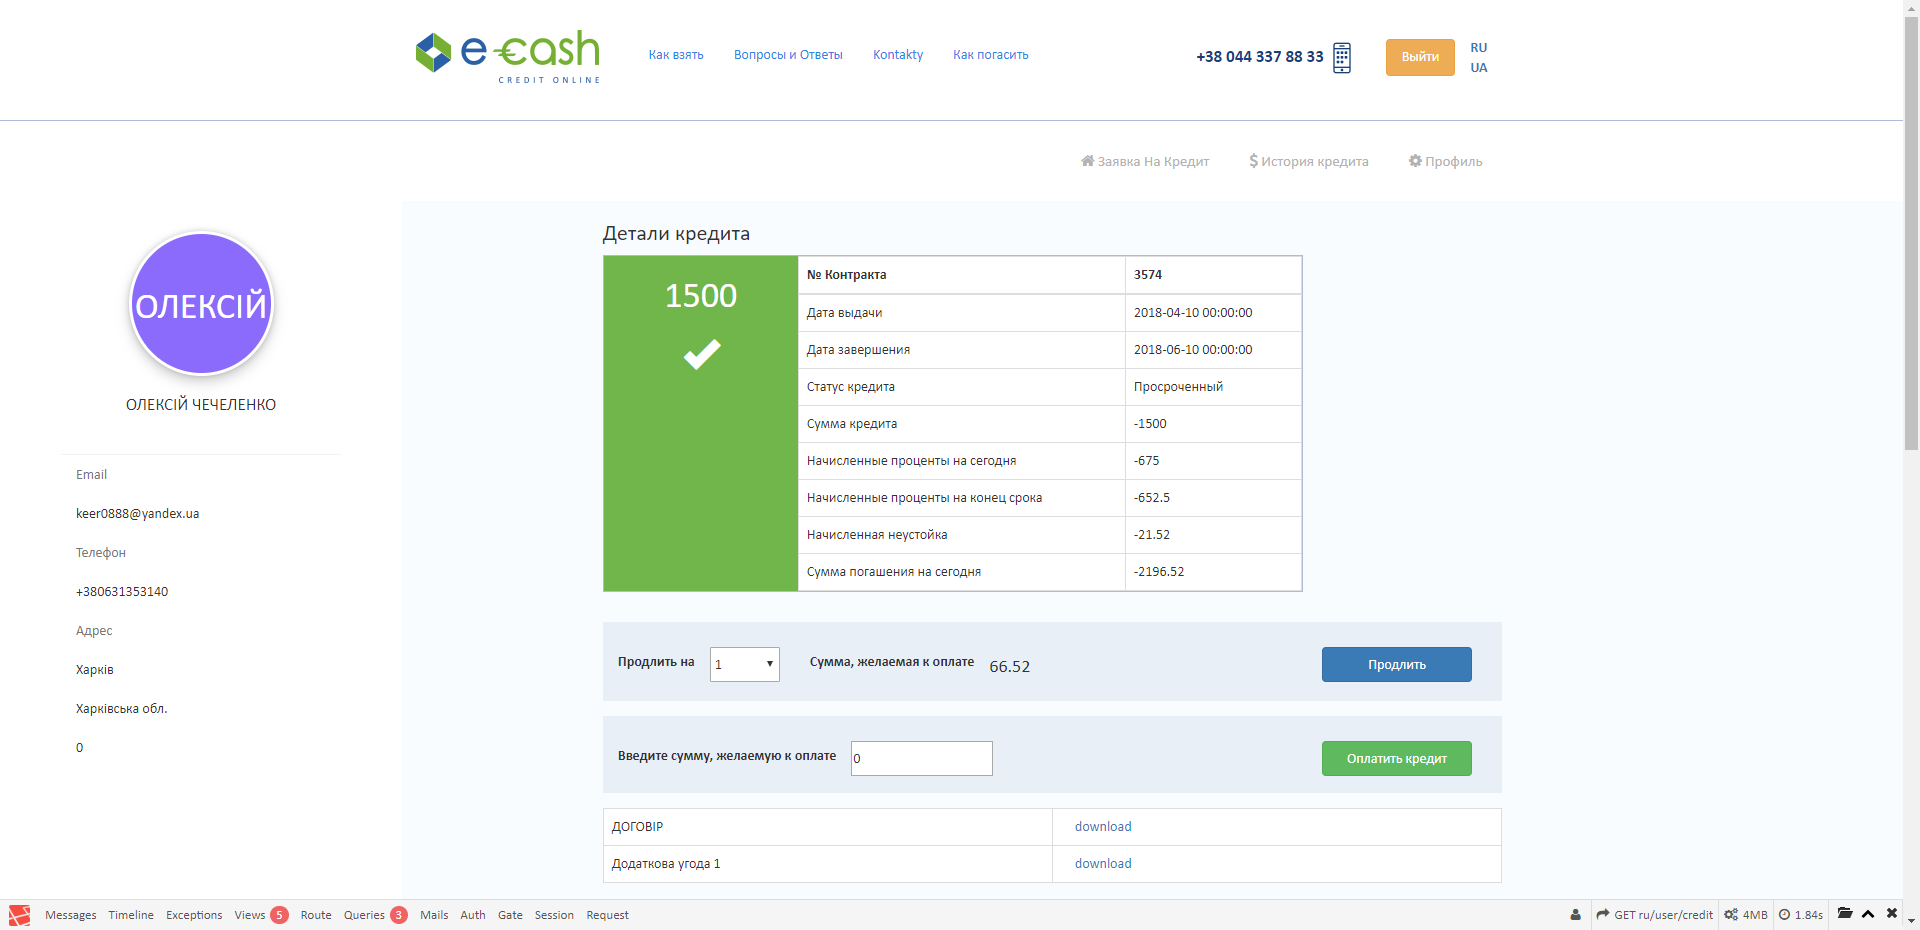 e-cash
CREDIT ONLINE
Как взять
Вопросы и Ответы
Kontakty
Как погасить
+38 044 337 88 33
Выйти
RU
UA
Заявка На Кредит
История кредита
Профиль
ОЛЕКСІЙ
ОЛЕКСІЙ ЧЕЧЕЛЕНКО
Email
keer0888@yandex.ua
Телефон
+380631353140
Адрес
Харків
Харківська обл.
0
Детали кредита
1500
№ Контракта 3574
Дата выдачи 2018-04-10 00:00:00
Дата завершения 2018-06-10 00:00:00
Статус кредита Просроченный
Сумма кредита -1500
Начисленные проценты на сегодня -675
Начисленные проценты на конец срока -652.5
Начисленная неустойка -21.52
Сумма погашения на сегодня -2196.52
Продлить на 1 Сумма, желаемая к оплате 66.52 Продлить
Введите сумму, желаемую к оплате 0 Оплатить кредит
ДОГОВІР download
Додаткова угода 1 download
Messages Timeline Exceptions Views 5 Route Queries 3 Mails Auth Gate Session Request GET ru/user/credit 4MB 1.84s